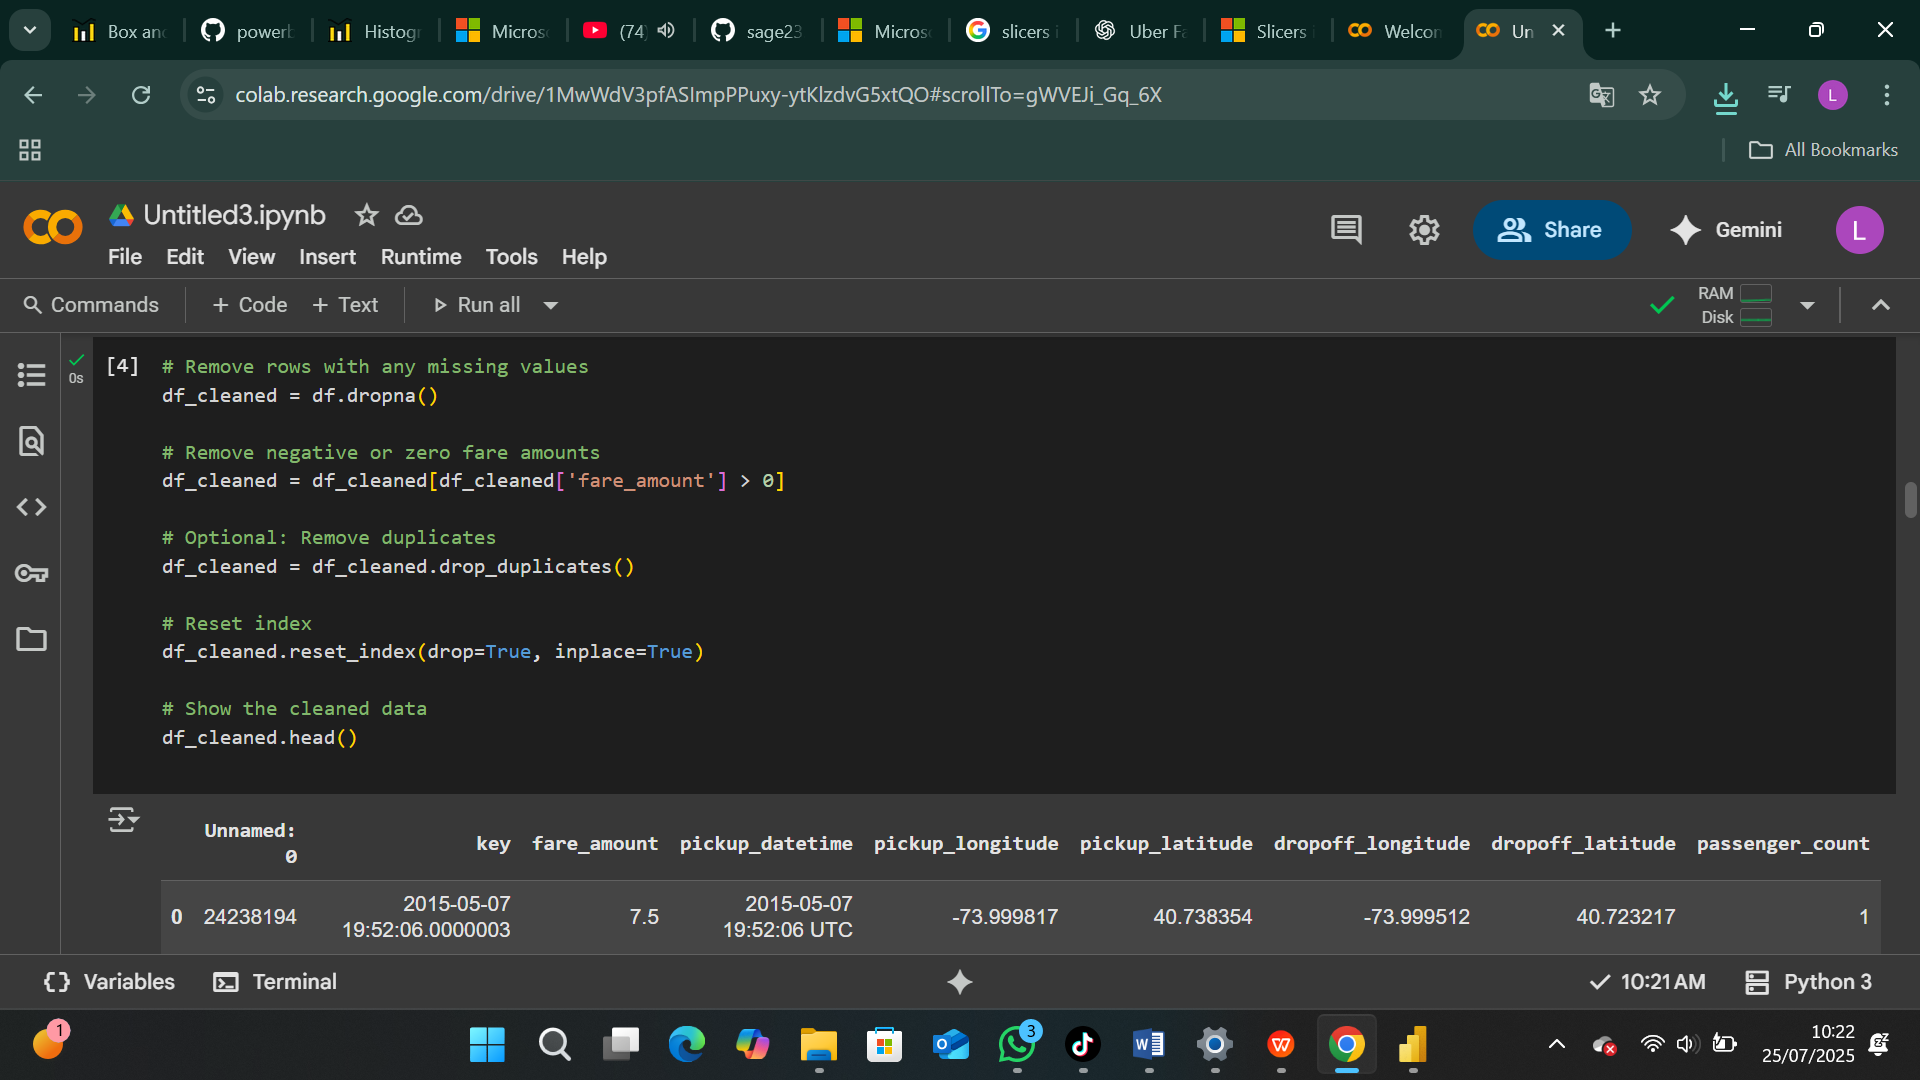 Box an
powerb
Histogr
Micros
(74)
sage23
Micros
slicers i
Uber Fa
Slicers
Welcon
Un
colab.research.google.com/drive/1MwWdV3pfASImpPPuxy-ytKlzdvG5xtQO#scrollTo=gWVEJi_Gq_6X
L
All Bookmarks
Untitled3.ipynb
File Edit View Insert Runtime Tools Help
Share
Gemini
L
Commands + Code + Text Run all
RAM
Disk
0s
[4]
# Remove rows with any missing values
df_cleaned = df.dropna()
# Remove negative or zero fare amounts
df_cleaned = df_cleaned[df_cleaned['fare_amount'] > 0]
# Optional: Remove duplicates
df_cleaned = df_cleaned.drop_duplicates()
# Reset index
df_cleaned.reset_index(drop=True, inplace=True)
# Show the cleaned data
df_cleaned.head()
Unnamed: 0 key fare_amount pickup_datetime pickup_longitude pickup_latitude dropoff_longitude dropoff_latitude passenger_count
0 24238194 2015-05-07 19:52:06.0000003 7.5 2015-05-07 19:52:06 UTC -73.999817 40.738354 -73.999512 40.723217 1
Variables Terminal
10:21 AM Python 3
1
3
10:22
25/07/2025